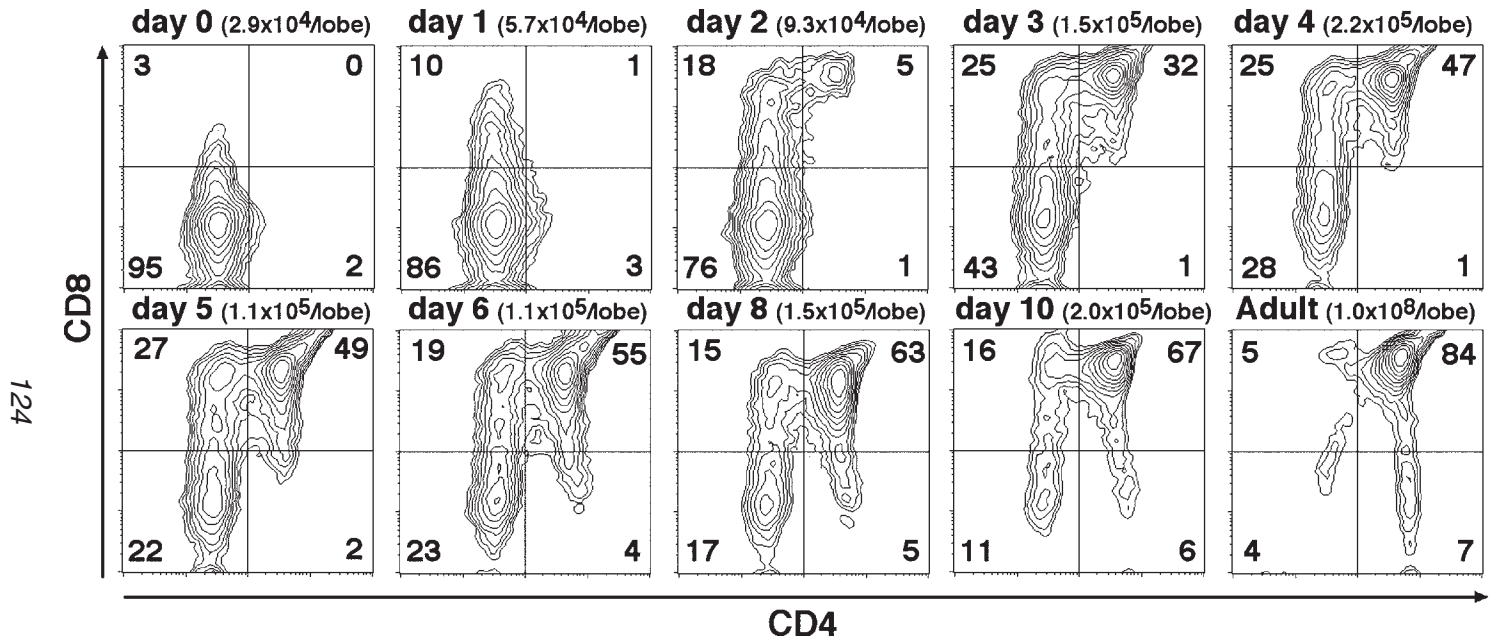 day 0 (2.9x10⁴/lobe) day 1 (5.7x10⁴/lobe) day 2 (9.3x10⁴/lobe) day 3 (1.5x10⁵/lobe) day 4 (2.2x10⁵/lobe)
3 0 10 1 18 5 25 32 25 47
95 2 86 3 76 1 43 1 28 1
day 5 (1.1x10⁵/lobe) day 6 (1.1x10⁵/lobe) day 8 (1.5x10⁵/lobe) day 10 (2.0x10⁵/lobe) Adult (1.0x10⁸/lobe)
27 49 19 55 15 63 16 67 5 84
22 2 23 4 17 5 11 6 4 7
CD8
CD4
124